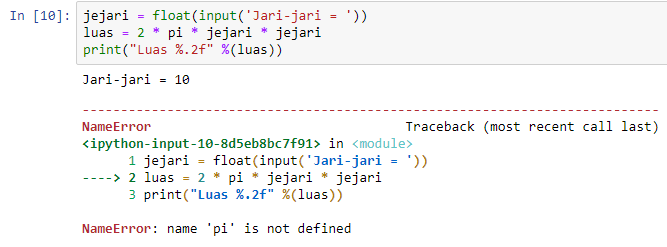 In [10]: jejari = float(input('Jari-jari = '))
luas = 2 * pi * jejari * jejari
print("Luas %.2f" %(luas))
Jari-jari = 10
---------------------------------------------------------------------------
NameError                                 Traceback (most recent call last)
<ipython-input-10-8d5eb8bc7f91> in <module>
      1 jejari = float(input('Jari-jari = '))
----> 2 luas = 2 * pi * jejari * jejari
      3 print("Luas %.2f" %(luas))
NameError: name 'pi' is not defined